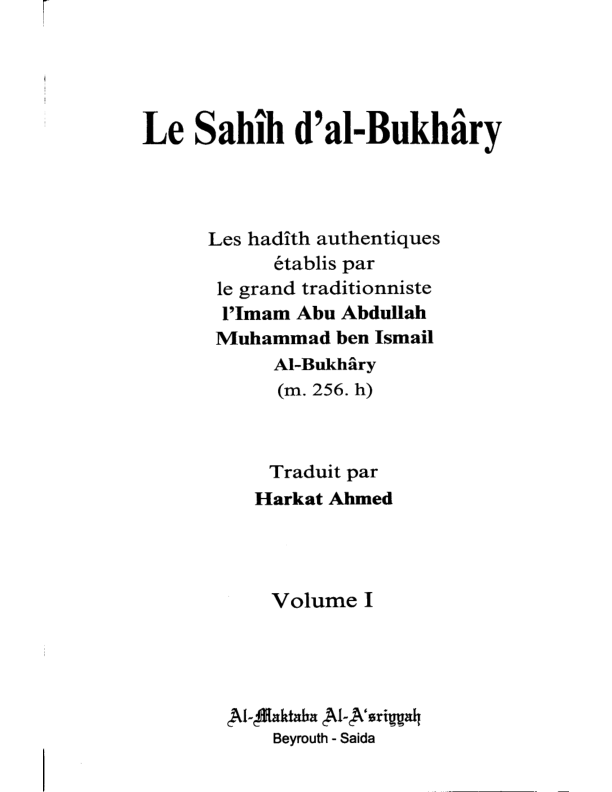 Le Sahîh d'al-Bukhâry
Les hadîth authentiques
établis par
le grand traditionniste
l'Imam Abu Abdullah
Muhammad ben Ismail
Al-Bukhâry
(m. 256. h)
Traduit par
Harkat Ahmed
Volume I
Al-Maktaba Al-A'sriyyah
Beyrouth - Saida